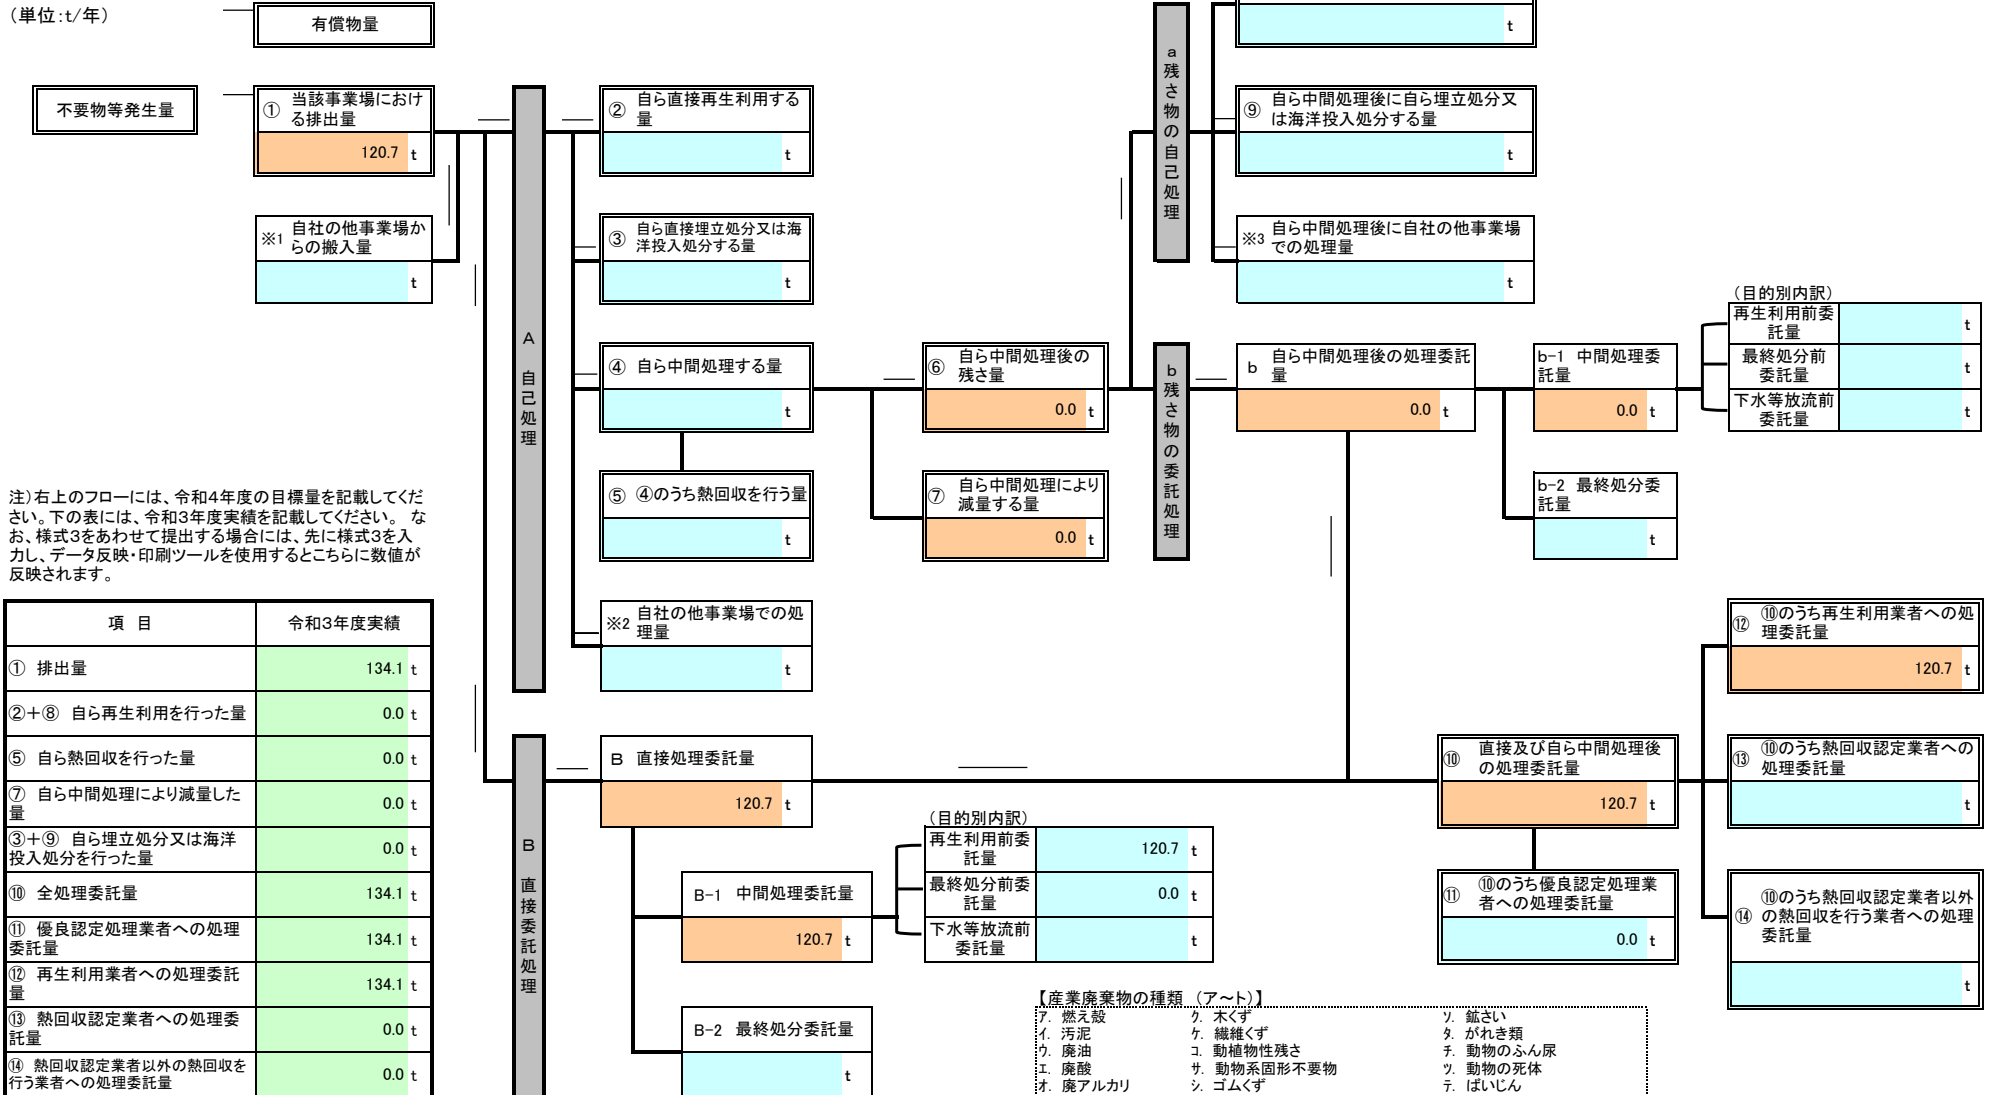 (単位:t/年)
有償物量
t
不要物等発生量
① 当該事業場におけ
る排出量
120.7 t
※1 自社の他事業場か
らの搬入量
t
A 自己処理
② 自ら直接再生利用する
量
t
③ 自ら直接埋立処分又は海
洋投入処分する量
t
④ 自ら中間処理する量
t
⑤ ④のうち熱回収を行う量
t
※2 自社の他事業場での処
理量
t
⑥ 自ら中間処理後の
残さ量
0.0 t
⑦ 自ら中間処理により
減量する量
0.0 t
a 残さ物の自己処理
⑨ 自ら中間処理後に自ら埋立処分又
は海洋投入処分する量
t
※3 自ら中間処理後に自社の他事業場
での処理量
t
b 残さ物の委託処理
b 自ら中間処理後の処理委託
量
0.0 t
b-1 中間処理委
託量
0.0 t
b-2 最終処分委
託量
t
(目的別内訳)
再生利用前委
託量
t
最終処分前
委託量
t
下水等放流前
委託量
t
注)右上のフローには、令和4年度の目標量を記載してくだ
さい。下の表には、令和3年度実績を記載してください。 な
お、様式3をあわせて提出する場合には、先に様式3を入
力し、データ反映・印刷ツールを使用するとこちらに数値が
反映されます。
項 目 令和3年度実績
① 排出量 134.1 t
②+⑧ 自ら再生利用を行った量 0.0 t
⑤ 自ら熱回収を行った量 0.0 t
⑦ 自ら中間処理により減量した
量 0.0 t
③+⑨ 自ら埋立処分又は海洋
投入処分を行った量 0.0 t
⑩ 全処理委託量 134.1 t
⑪ 優良認定処理業者への処理
委託量 134.1 t
⑫ 再生利用業者への処理委託
量 134.1 t
⑬ 熱回収認定業者への処理委
託量 0.0 t
⑭ 熱回収認定業者以外の熱回収を
行う業者への処理委託量 0.0 t
B 直接委託処理
B 直接処理委託量
120.7 t
B-1 中間処理委託量
120.7 t
B-2 最終処分委託量
t
(目的別内訳)
再生利用前委
託量
120.7 t
最終処分前委
託量
0.0 t
下水等放流前
委託量
t
⑩ 直接及び自ら中間処理後
の処理委託量
120.7 t
⑪ ⑩のうち優良認定処理業
者への処理委託量
0.0 t
⑫ ⑩のうち再生利用業者への処
理委託量
120.7 t
⑬ ⑩のうち熱回収認定業者への
処理委託量
t
⑭ ⑩のうち熱回収認定業者以外
の熱回収を行う業者への処理
委託量
t
【産業廃棄物の種類 (ア~ト)】
ア. 燃え殻 ク. 木くず ソ. 鉱さい
イ. 汚泥 ケ. 繊維くず タ. がれき類
ウ. 廃油 コ. 動植物性残さ チ. 動物のふん尿
エ. 廃酸 サ. 動物系固形不要物 ツ. 動物の死体
オ. 廃アルカリ シ. ゴムくず テ. ばいじん